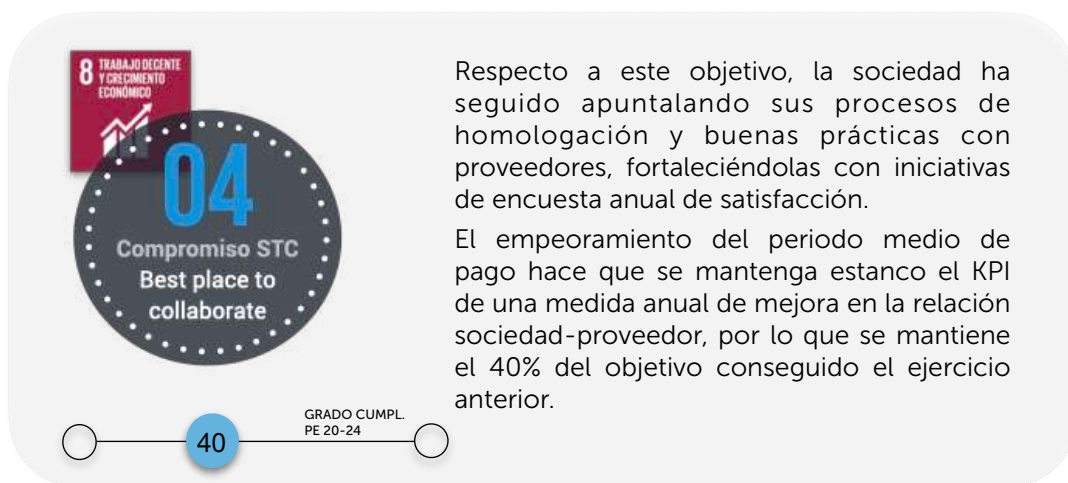 8 TRABAJO DECENTE
Y CRECIMIENTO
ECONÓMICO
04
Compromiso STC
Best place to
collaborate
Respecto a este objetivo, la sociedad ha
seguido apuntalando sus procesos de
homologación y buenas prácticas con
proveedores, fortaleciéndolas con iniciativas
de encuesta anual de satisfacción.
El empeoramiento del periodo medio de
pago hace que se mantenga estanco el KPI
de una medida anual de mejora en la relación
sociedad-proveedor, por lo que se mantiene
el 40% del objetivo conseguido el ejercicio
anterior.
40
GRADO CUMPL.
PE 20-24